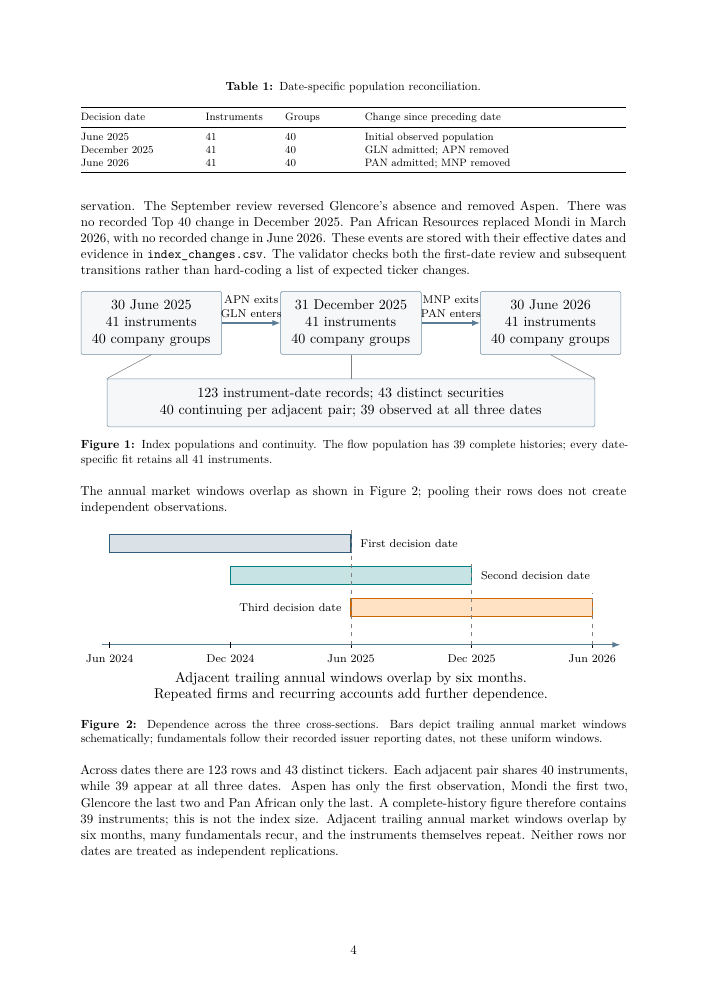 Table 1: Date-specific population reconciliation.
Decision date Instruments Groups Change since preceding date
June 2025 41 40 Initial observed population
December 2025 41 40 GLN admitted; APN removed
June 2026 41 40 PAN admitted; MNP removed
servation. The September review reversed Glencore's absence and removed Aspen. There was
no recorded Top 40 change in December 2025. Pan African Resources replaced Mondi in March
2026, with no recorded change in June 2026. These events are stored with their effective dates and
evidence in index_changes.csv. The validator checks both the first-date review and subsequent
transitions rather than hard-coding a list of expected ticker changes.
30 June 2025
41 instruments
40 company groups
APN exits
GLN enters
31 December 2025
41 instruments
40 company groups
MNP exits
PAN enters
30 June 2026
41 instruments
40 company groups
123 instrument-date records; 43 distinct securities
40 continuing per adjacent pair; 39 observed at all three dates
Figure 1: Index populations and continuity. The flow population has 39 complete histories; every date-
specific fit retains all 41 instruments.
The annual market windows overlap as shown in Figure 2; pooling their rows does not create
independent observations.
First decision date
Second decision date
Third decision date
Jun 2024 Dec 2024 Jun 2025 Dec 2025 Jun 2026
Adjacent trailing annual windows overlap by six months.
Repeated firms and recurring accounts add further dependence.
Figure 2: Dependence across the three cross-sections. Bars depict trailing annual market windows
schematically; fundamentals follow their recorded issuer reporting dates, not these uniform windows.
Across dates there are 123 rows and 43 distinct tickers. Each adjacent pair shares 40 instruments,
while 39 appear at all three dates. Aspen has only the first observation, Mondi the first two,
Glencore the last two and Pan African only the last. A complete-history figure therefore contains
39 instruments; this is not the index size. Adjacent trailing annual market windows overlap by
six months, many fundamentals recur, and the instruments themselves repeat. Neither rows nor
dates are treated as independent replications.
4